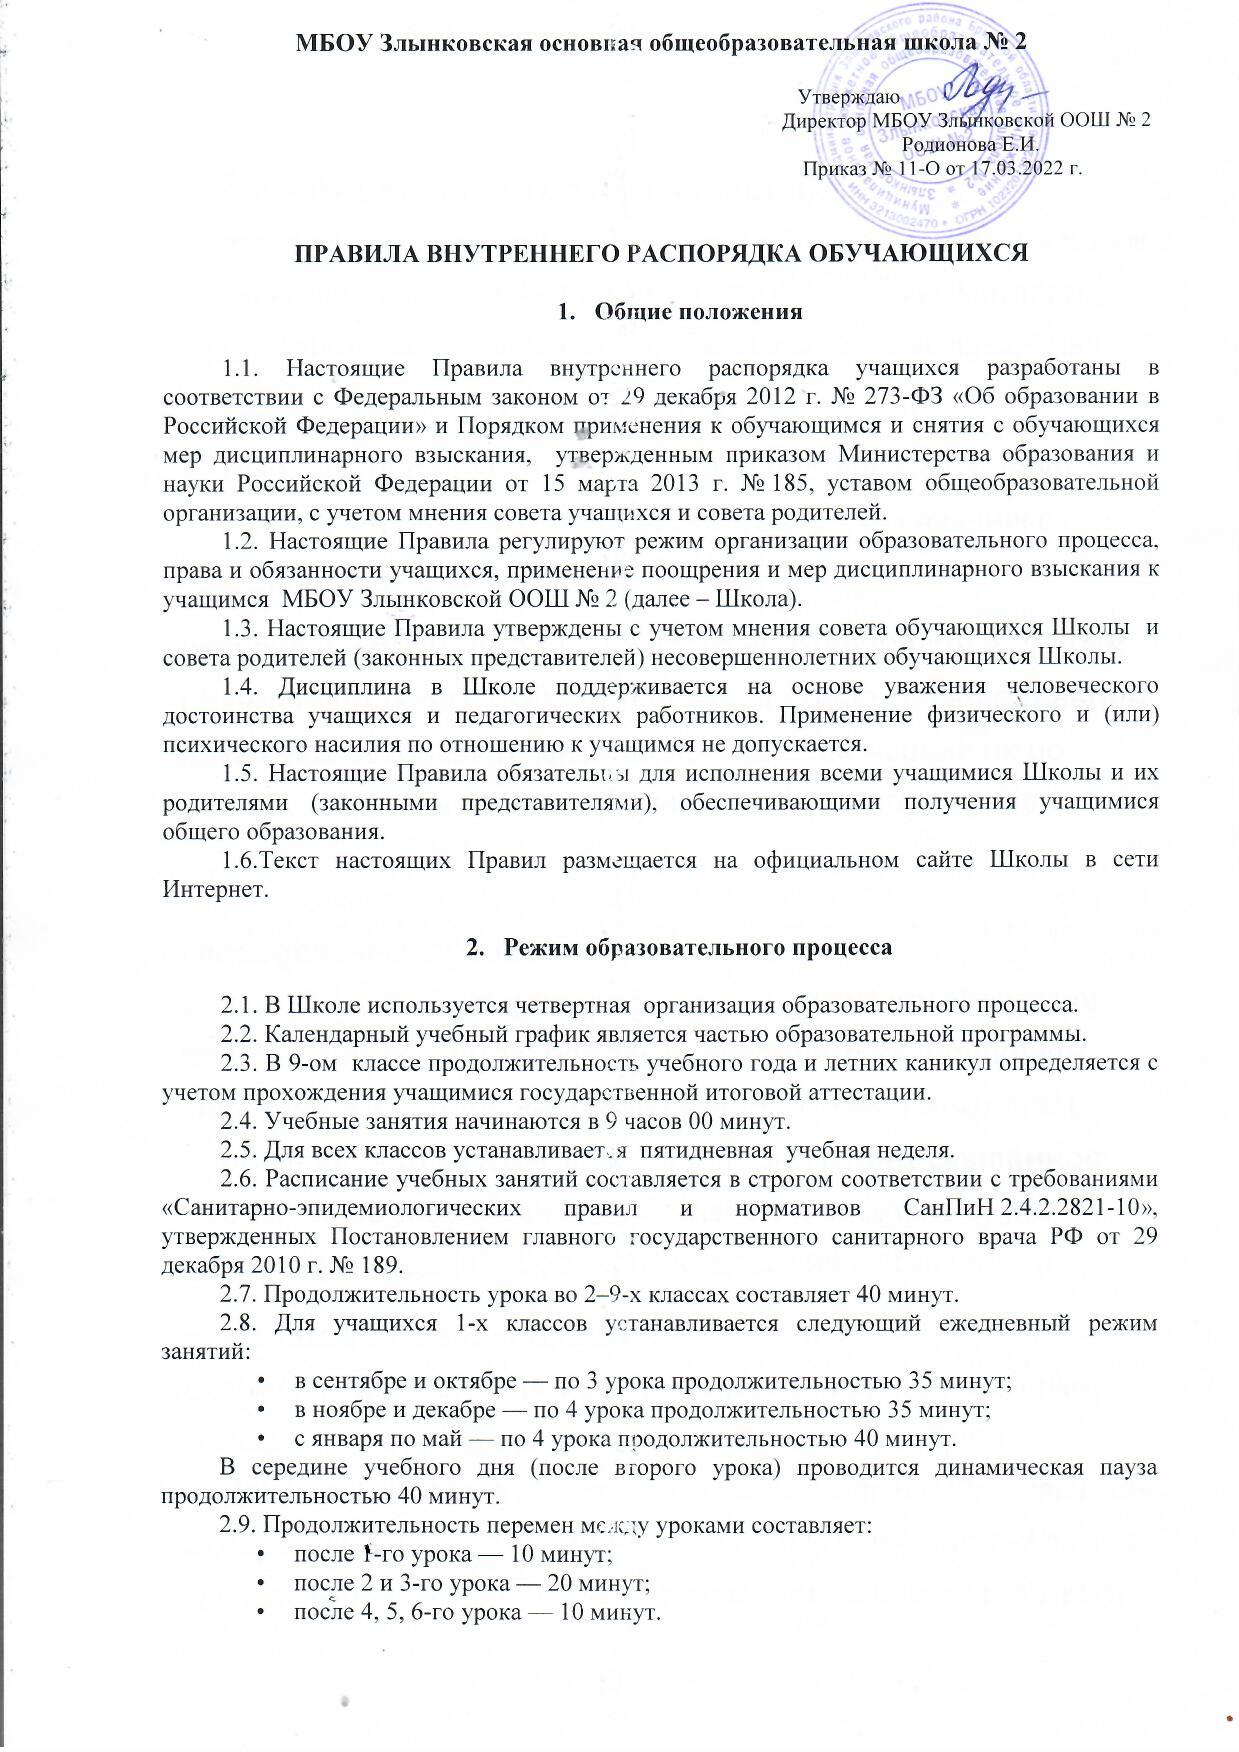 МБОУ Злынковская основная общеобразовательная школа № 2
Утверждаю
Директор МБОУ Злынковской ООШ № 2
Родионова Е.И.
Приказ № 11-О от 17.03.2022 г.
МБОУ
Злынковская
ООШ №2
ИНН 3213002470 * ОГРН
ПРАВИЛА ВНУТРЕННЕГО РАСПОРЯДКА ОБУЧАЮЩИХСЯ
1. Общие положения
1.1. Настоящие Правила внутреннего распорядка учащихся разработаны в
соответствии с Федеральным законом от 29 декабря 2012 г. № 273-ФЗ «Об образовании в
Российской Федерации» и Порядком применения к обучающимся и снятия с обучающихся
мер дисциплинарного взыскания, утвержденным приказом Министерства образования и
науки Российской Федерации от 15 марта 2013 г. № 185, уставом общеобразовательной
организации, с учетом мнения совета учащихся и совета родителей.
1.2. Настоящие Правила регулируют режим организации образовательного процесса,
права и обязанности учащихся, применение поощрения и мер дисциплинарного взыскания к
учащимся МБОУ Злынковской ООШ № 2 (далее – Школа).
1.3. Настоящие Правила утверждены с учетом мнения совета обучающихся Школы и
совета родителей (законных представителей) несовершеннолетних обучающихся Школы.
1.4. Дисциплина в Школе поддерживается на основе уважения человеческого
достоинства учащихся и педагогических работников. Применение физического и (или)
психического насилия по отношению к учащимся не допускается.
1.5. Настоящие Правила обязательны для исполнения всеми учащимися Школы и их
родителями (законными представителями), обеспечивающими получения учащимися
общего образования.
1.6.Текст настоящих Правил размещается на официальном сайте Школы в сети
Интернет.
2. Режим образовательного процесса
2.1. В Школе используется четвертная организация образовательного процесса.
2.2. Календарный учебный график является частью образовательной программы.
2.3. В 9-ом классе продолжительность учебного года и летних каникул определяется с
учетом прохождения учащимися государственной итоговой аттестации.
2.4. Учебные занятия начинаются в 9 часов 00 минут.
2.5. Для всех классов устанавливается пятидневная учебная неделя.
2.6. Расписание учебных занятий составляется в строгом соответствии с требованиями
«Санитарно-эпидемиологических правил и нормативов СанПиН 2.4.2.2821-10»,
утвержденных Постановлением главного государственного санитарного врача РФ от 29
декабря 2010 г. № 189.
2.7. Продолжительность урока во 2–9-х классах составляет 40 минут.
2.8. Для учащихся 1-х классов устанавливается следующий ежедневный режим
занятий:
• в сентябре и октябре — по 3 урока продолжительностью 35 минут;
• в ноябре и декабре — по 4 урока продолжительностью 35 минут;
• с января по май — по 4 урока продолжительностью 40 минут.
В середине учебного дня (после второго урока) проводится динамическая пауза
продолжительностью 40 минут.
2.9. Продолжительность перемен между уроками составляет:
• после 1-го урока — 10 минут;
• после 2 и 3-го урока — 20 минут;
• после 4, 5, 6-го урока — 10 минут.